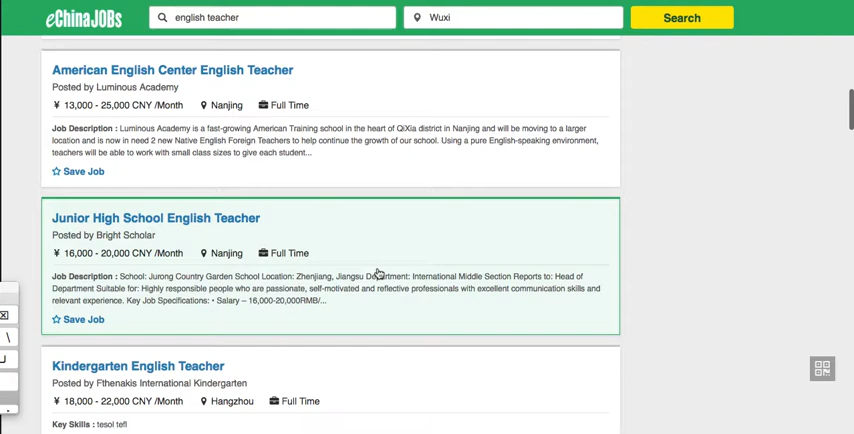 eChinaJOBS
english teacher
Wuxi
Search
American English Center English Teacher
Posted by Luminous Academy
¥ 13,000 - 25,000 CNY /Month Nanjing Full Time
Job Description : Luminous Academy is a fast-growing American Training school in the heart of QiXia district in Nanjing and will be moving to a larger
location and is now in need 2 new Native English Foreign Teachers to help continue the growth of our school. Using a pure English-speaking environment,
teachers will be able to work with small class sizes to give each student...
Save Job
Junior High School English Teacher
Posted by Bright Scholar
¥ 16,000 - 20,000 CNY /Month Nanjing Full Time
Job Description : School: Jurong Country Garden School Location: Zhenjiang, Jiangsu Department: International Middle Section Reports to: Head of
Department Suitable for: Highly responsible people who are passionate, self-motivated and reflective professionals with excellent communication skills and
relevant experience. Key Job Specifications: • Salary – 16,000-20,000RMB/...
Save Job
Kindergarten English Teacher
Posted by Fthenakis International Kindergarten
¥ 18,000 - 22,000 CNY /Month Hangzhou Full Time
Key Skills : tesol tefl
\